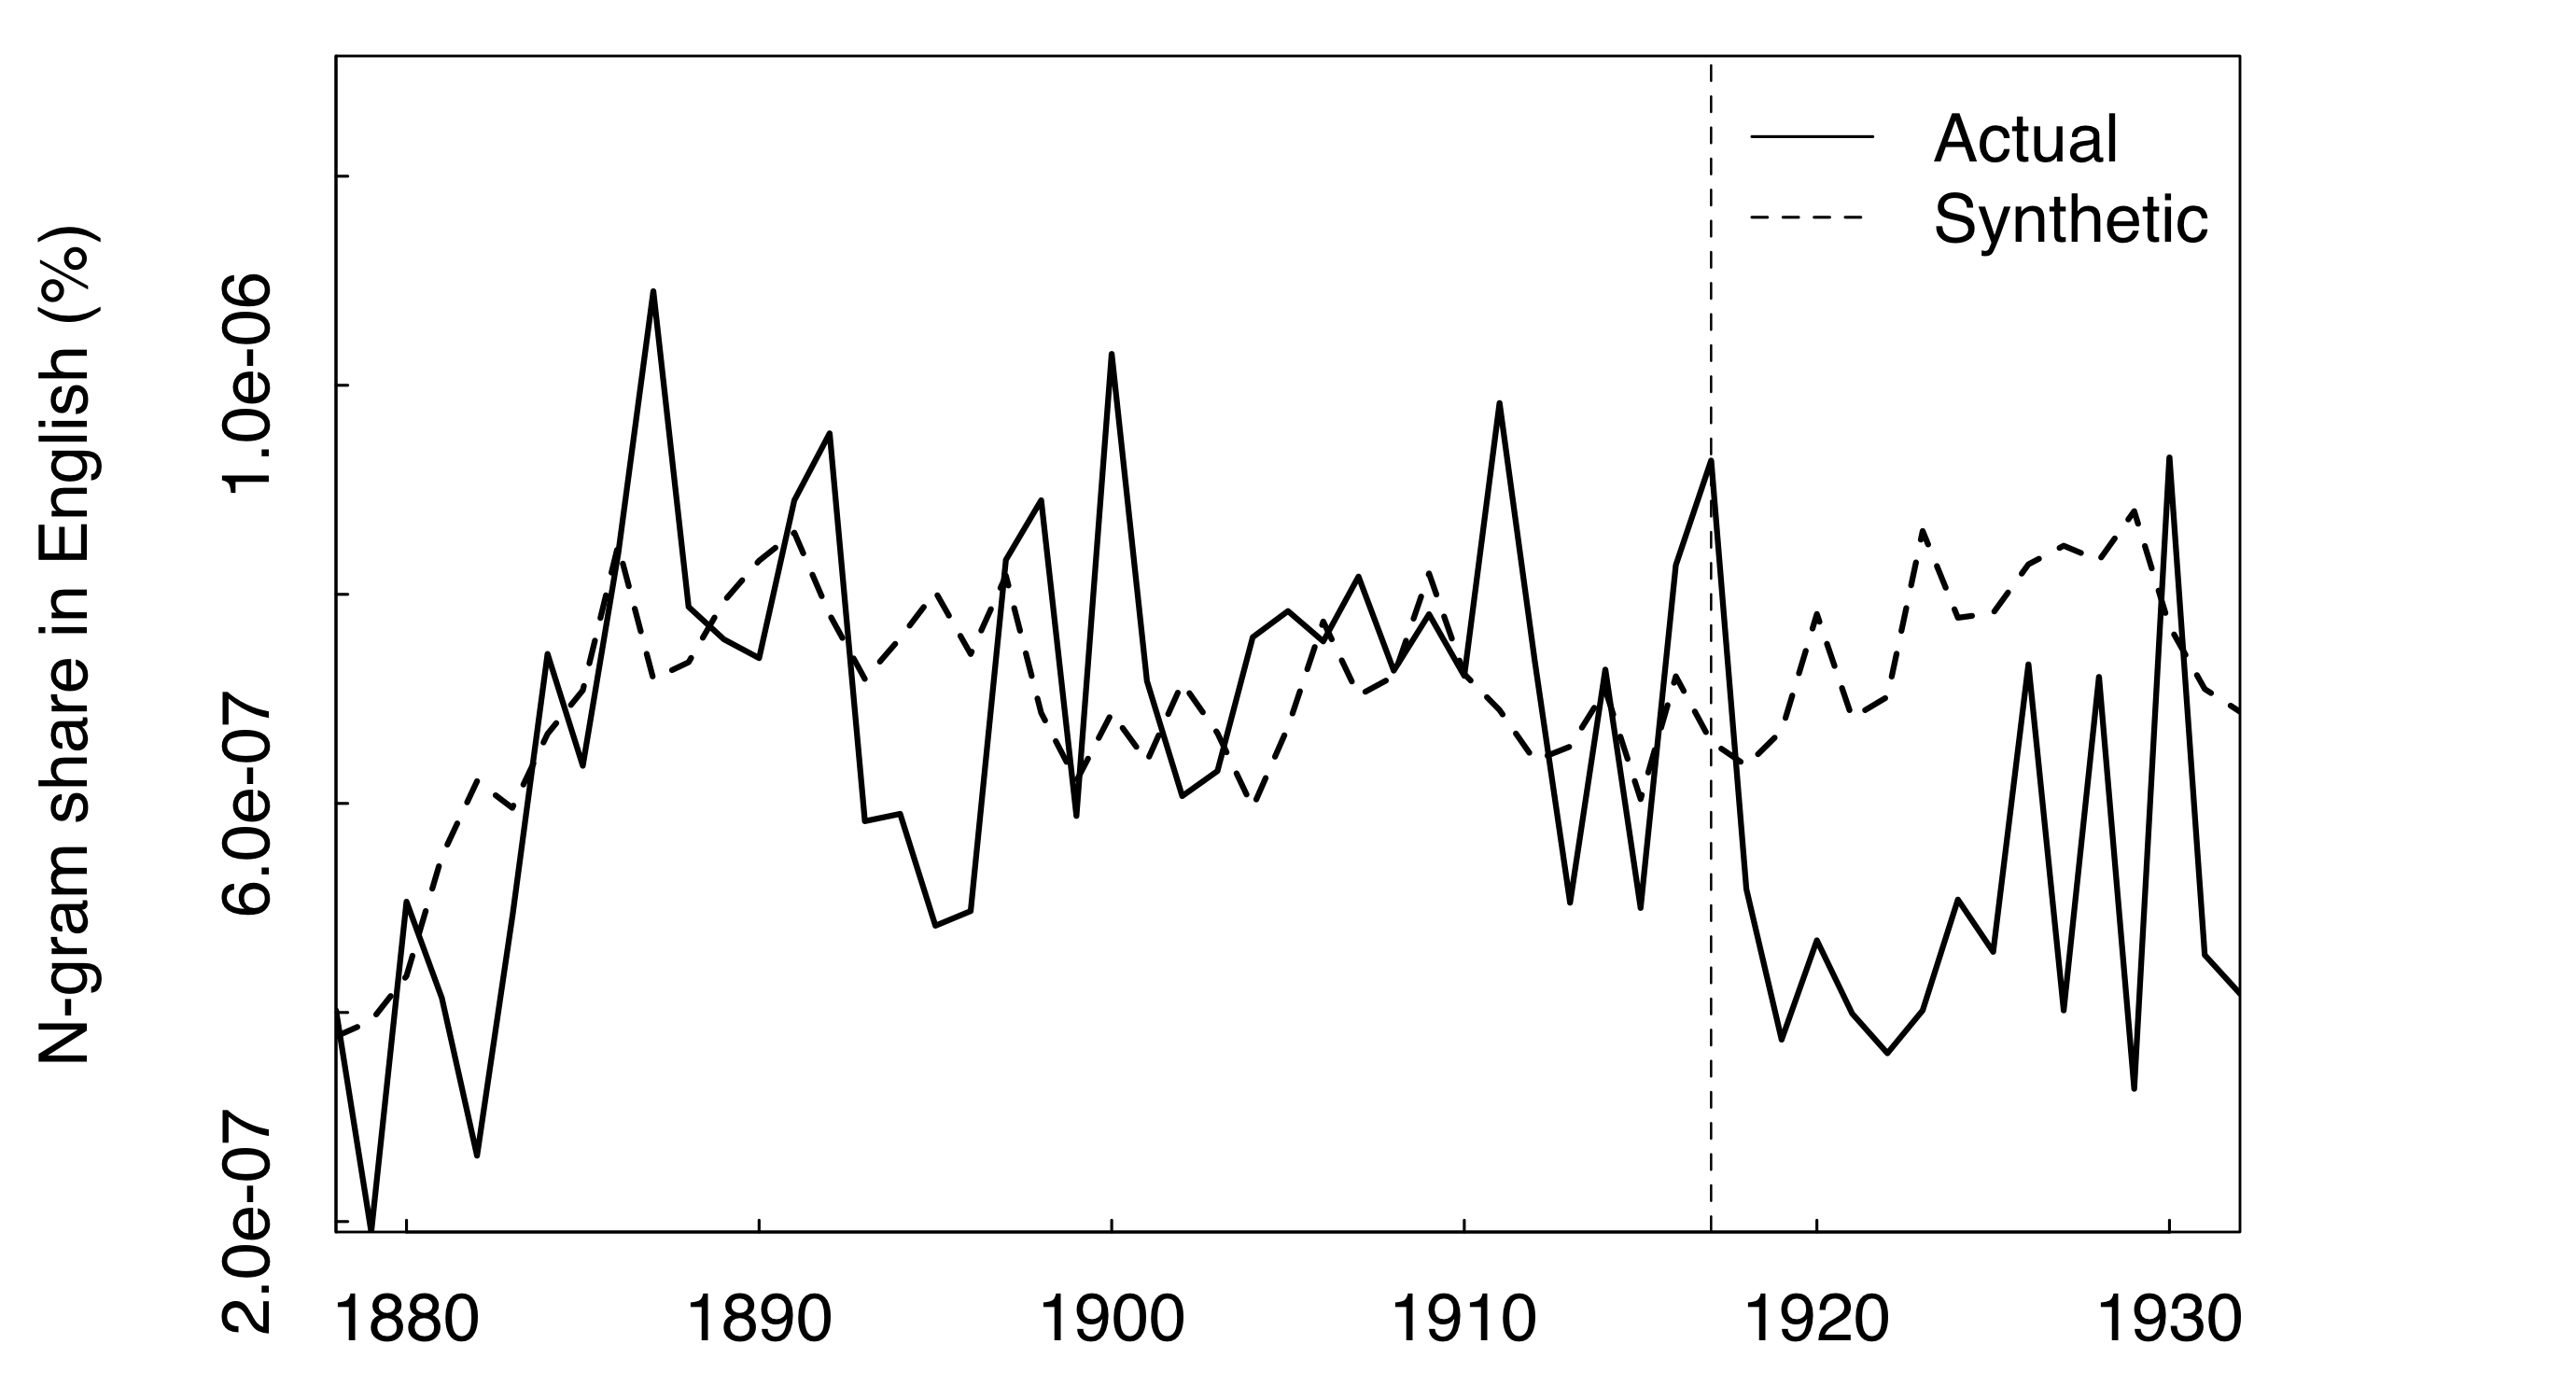 N-gram share in English (%)
1.0e-06
6.0e-07
2.0e-07
Actual
Synthetic
1880 1890 1900 1910 1920 1930